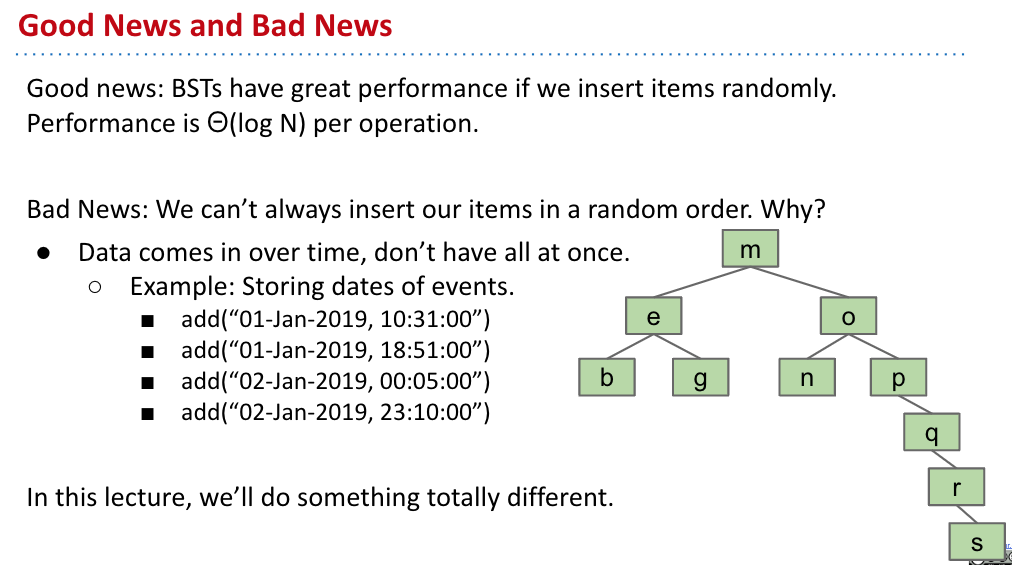 Good News and Bad News
Good news: BSTs have great performance if we insert items randomly.
Performance is Θ(log N) per operation.
Bad News: We can’t always insert our items in a random order. Why?
● Data comes in over time, don’t have all at once.
○ Example: Storing dates of events.
■ add(“01-Jan-2019, 10:31:00”)
■ add(“01-Jan-2019, 18:51:00”)
■ add(“02-Jan-2019, 00:05:00”)
■ add(“02-Jan-2019, 23:10:00”)
In this lecture, we’ll do something totally different.
m
e
o
b
g
n
p
q
r
s